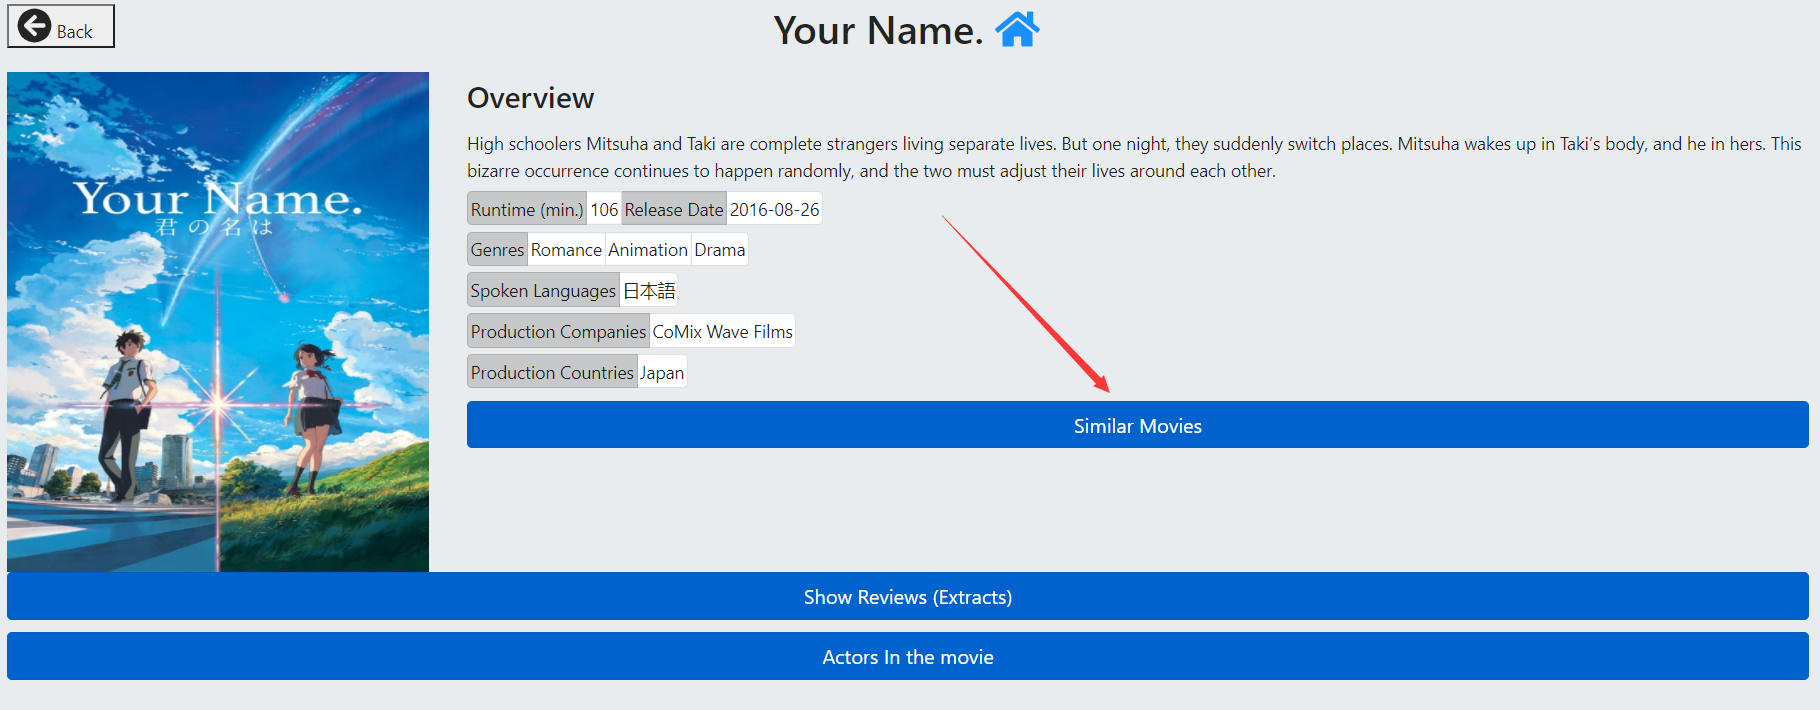 Back
Your Name.
Your Name.
君の名は
Overview
High schoolers Mitsuha and Taki are complete strangers living separate lives. But one night, they suddenly switch places. Mitsuha wakes up in Taki’s body, and he in hers. This
bizarre occurrence continues to happen randomly, and the two must adjust their lives around each other.
Runtime (min.) 106 Release Date 2016-08-26
Genres Romance Animation Drama
Spoken Languages 日本語
Production Companies CoMix Wave Films
Production Countries Japan
Similar Movies
Show Reviews (Extracts)
Actors In the movie